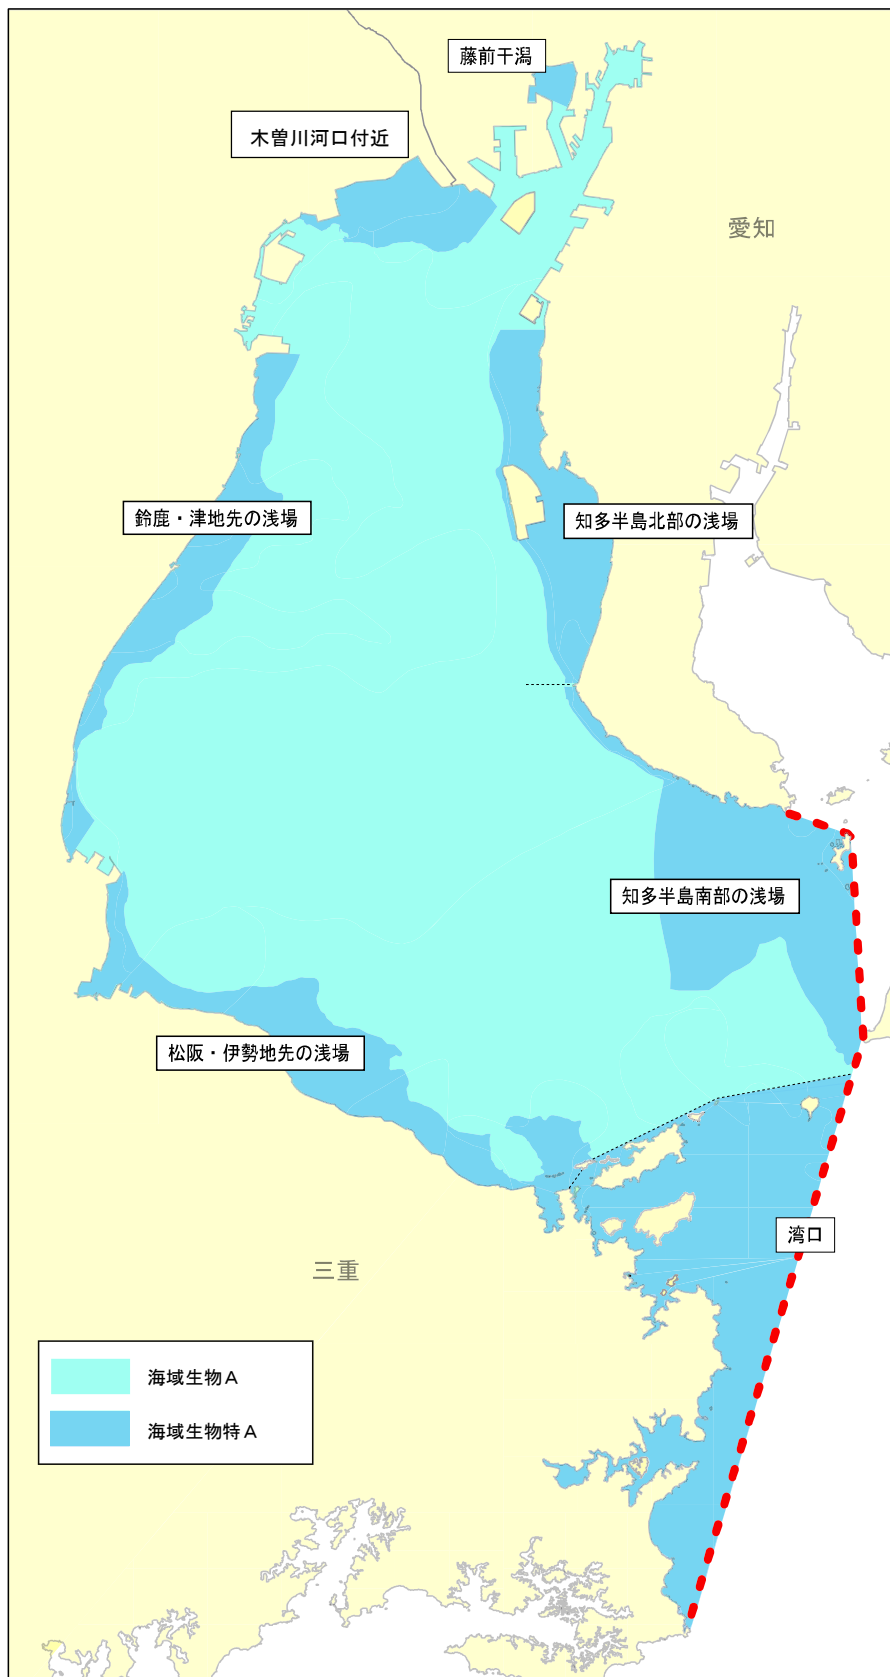 藤前干潟
木曽川河口付近
愛知
鈴鹿・津地先の浅場
知多半島北部の浅場
知多半島南部の浅場
松阪・伊勢地先の浅場
湾口
三重
海域生物A
海域生物特A